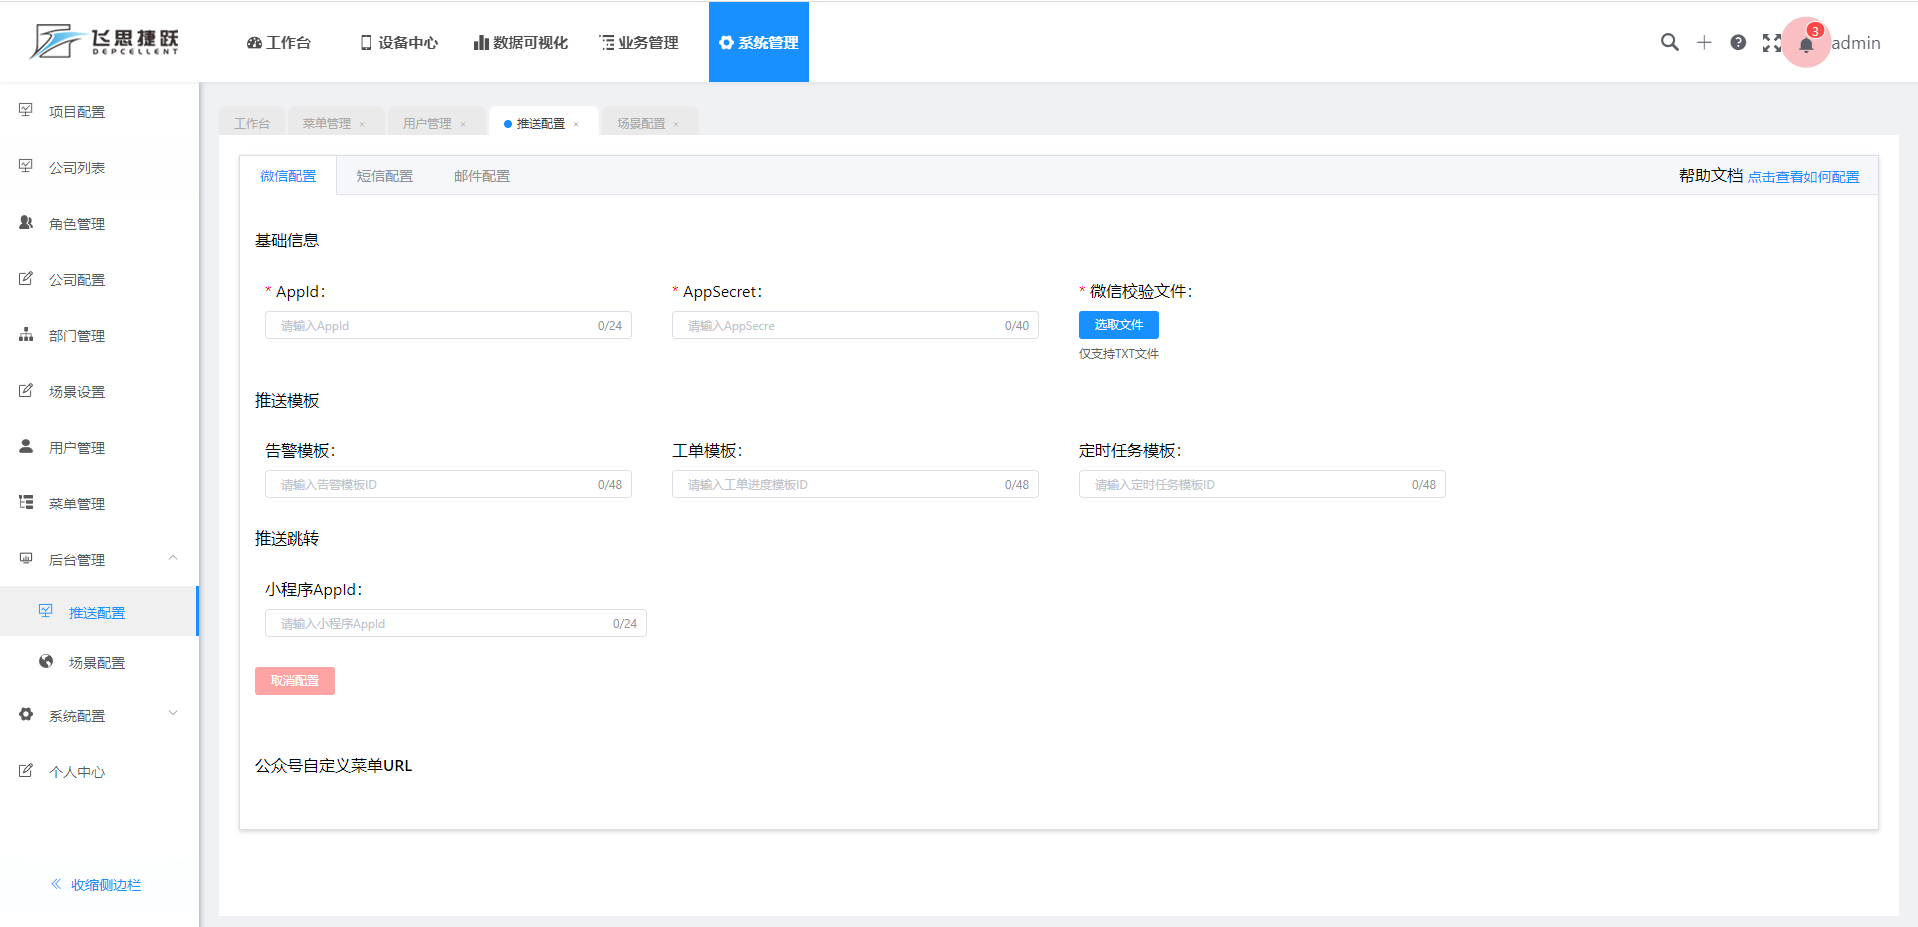 飞思捷跃 DEPCELLENT
工作台 设备中心 数据可视化 业务管理 系统管理 3 admin
项目配置
公司列表
角色管理
公司配置
部门管理
场景设置
用户管理
菜单管理
后台管理
推送配置
场景配置
系统配置
个人中心
收缩侧边栏
工作台 菜单管理 × 用户管理 × 推送配置 × 场景配置 ×
微信配置 短信配置 邮件配置 帮助文档 点击查看如何配置
基础信息
* AppId： * AppSecret： * 微信校验文件：
请输入AppId 0/24 请输入AppSecre 0/40 选取文件
仅支持TXT文件
推送模板
告警模板： 工单模板： 定时任务模板：
请输入告警模板ID 0/48 请输入工单进度模板ID 0/48 请输入定时任务模板ID 0/48
推送跳转
小程序AppId：
请输入小程序AppId 0/24
取消配置
公众号自定义菜单URL